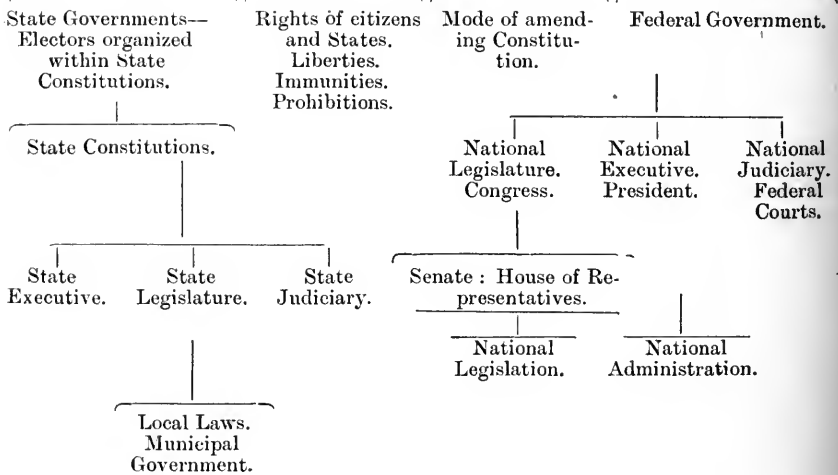 State Governments—
Electors organized
within State
Constitutions.
Rights of citizens
and States.
Liberties.
Immunities.
Prohibitions.
Mode of amend-
ing Constitu-
tion.
Federal Government.
State Constitutions.
National
Legislature.
Congress.
National
Executive.
President.
National
Judiciary.
Federal
Courts.
State
Executive.
State
Legislature.
State
Judiciary.
Senate : House of Re-
presentatives.
National
Legislation.
National
Administration.
Local Laws.
Municipal
Government.